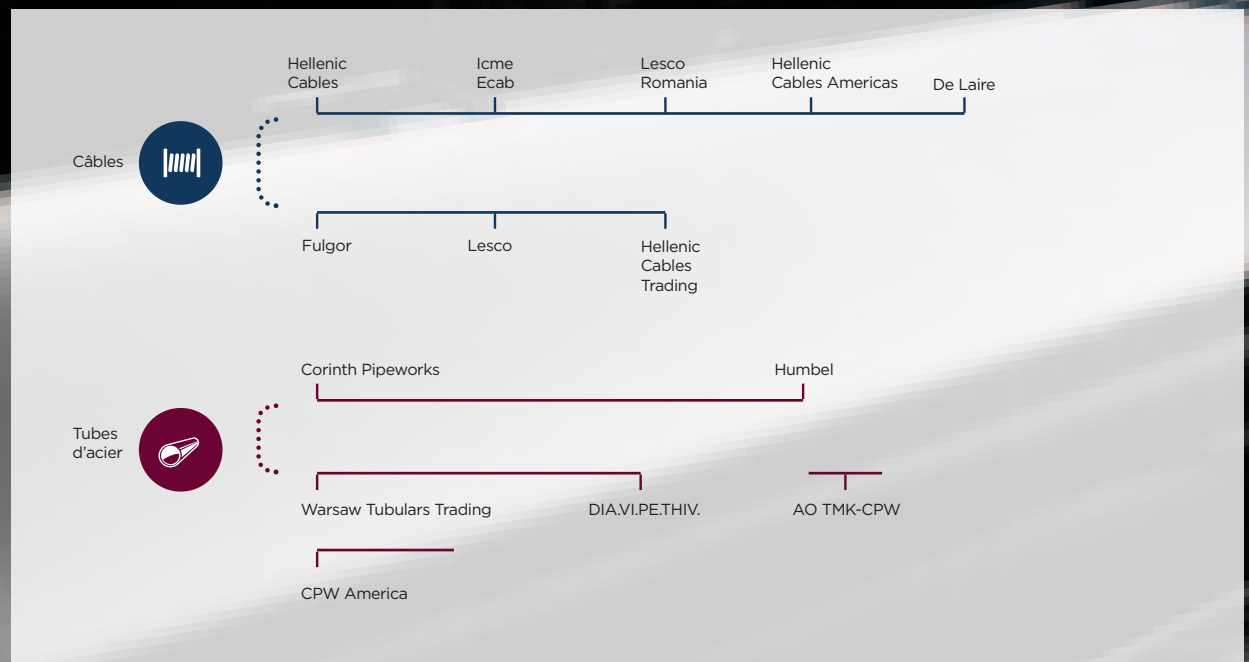 Hellenic
Cables
Icme
Ecab
Lesco
Romania
Hellenic
Cables Americas
De Laire
Câbles
Fulgor
Lesco
Hellenic
Cables
Trading
Corinth Pipeworks
Humbel
Tubes
d'acier
Warsaw Tubulars Trading
DIA.VI.PE.THIV.
AO TMK-CPW
CPW America